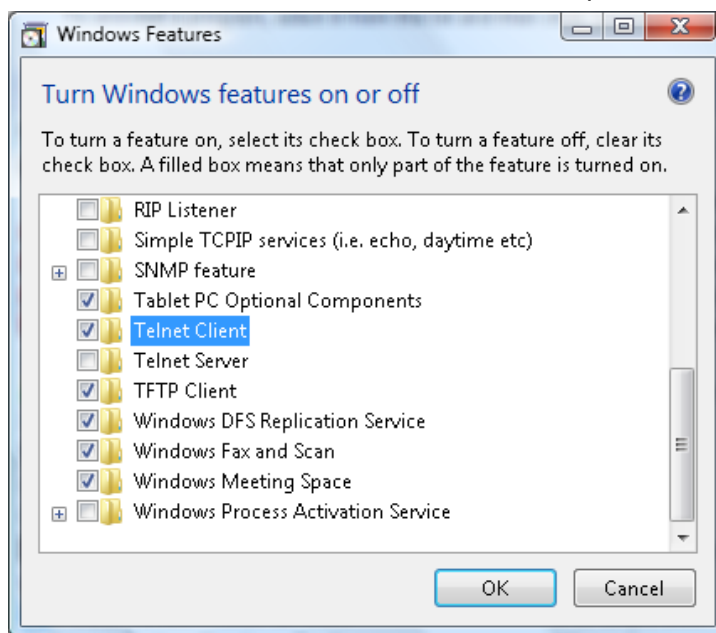 Windows Features
Turn Windows features on or off
To turn a feature on, select its check box. To turn a feature off, clear its
check box. A filled box means that only part of the feature is turned on.
RIP Listener
Simple TCPIP services (i.e. echo, daytime etc)
SNMP feature
Tablet PC Optional Components
Telnet Client
Telnet Server
TFTP Client
Windows DFS Replication Service
Windows Fax and Scan
Windows Meeting Space
Windows Process Activation Service
OK Cancel